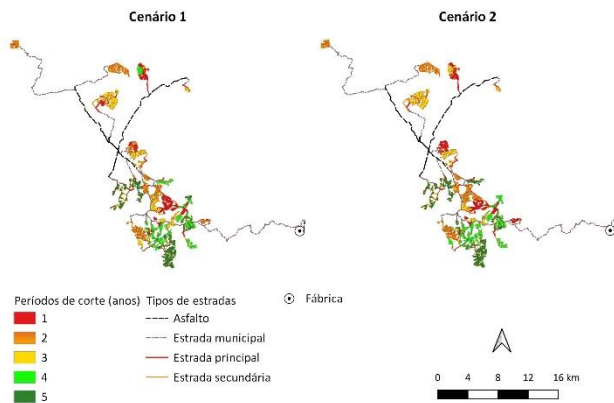 Cenário 1
Cenário 2
Períodos de corte (anos)
1
2
3
4
5
Tipos de estradas
Asfalto
Estrada municipal
Estrada principal
Estrada secundária
Fábrica
0 4 8 12 16 km